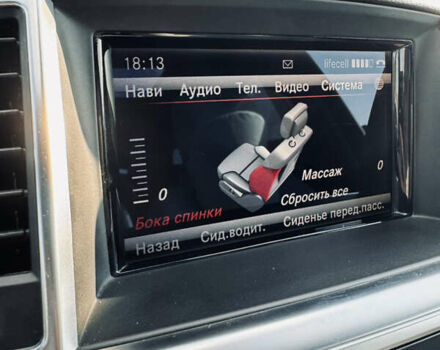 18:13 lifecell
Нави Аудио Тел. Видео Система
Массаж 0
0 Сбросить все
Бока спинки
Назад Сид.водит. Сиденье перед.пасс.